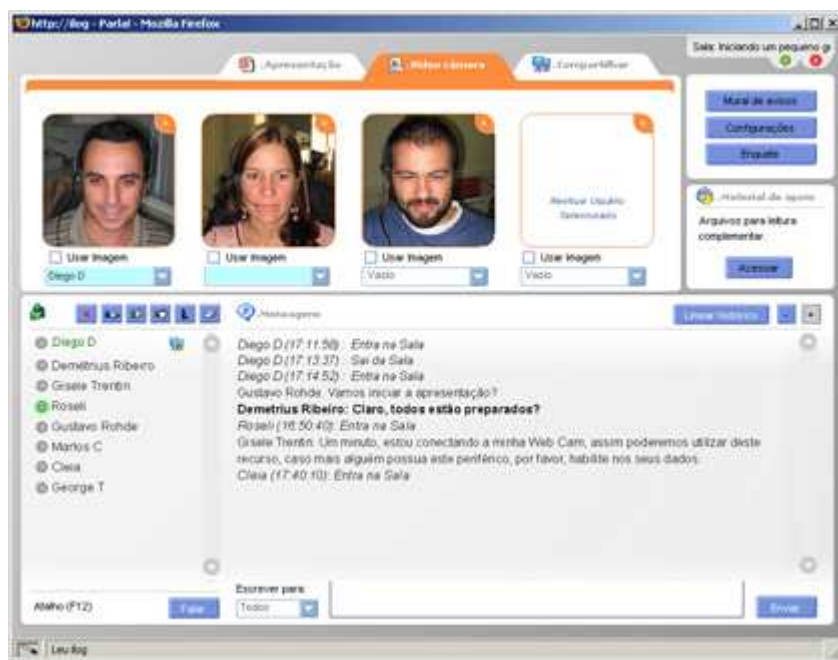 http://ilog - Parla! - Mozilla Firefox
Sala: Iniciando um pequeno gr
Apresentação
Vídeo câmera
Compartilhar
Mural de avisos
Configurações
Enquete
Material de apoio
Arquivos para leitura
complementar.
Acessar
Usuário
Selecionado
Usar Imagem
Usar Imagem
Usar Imagem
Usar Imagem
Diego D
Vazio
Vazio
Mensagens
Limpar histórico
Diego D
Demétrius Ribeiro
Gisele Trentin
Roseli
Gustavo Rohde
Marlos C
Cleia
George T
Diego D (17:11:58) : Entra na Sala
Diego D (17:13:37) : Sai da Sala
Diego D (17:14:52) : Entra na Sala
Gustavo Rohde: Vamos iniciar a apresentação?
Demetrius Ribeiro: Claro, todos estão preparados?
Roseli (16:50:40): Entra na Sala
Gisele Trentin: Um minuto, estou conectando a minha Web Cam, assim poderemos utilizar deste
recurso, caso mais alguém possua este periférico, por favor, habilite nos seus dados.
Cleia (17:40:10): Entra na Sala
Atalho (F12)
Falar
Escrever para:
Todos
Enviar
Leu ilog